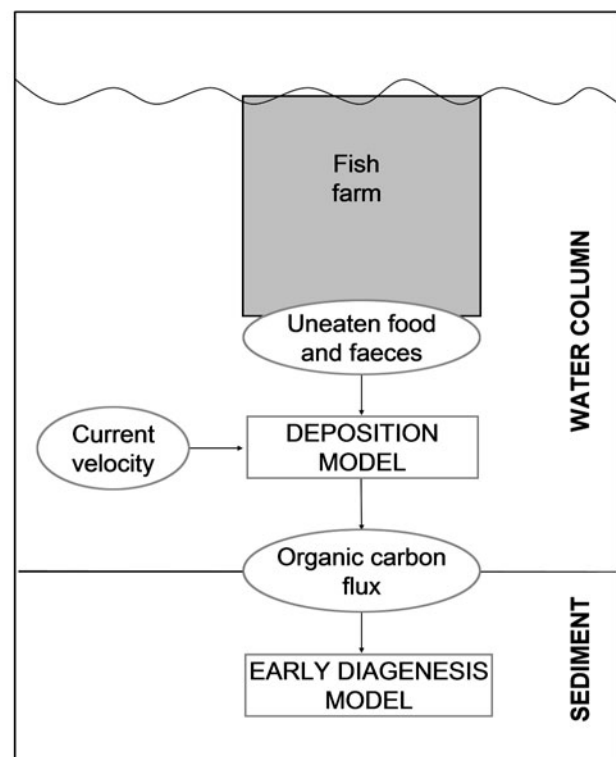 Fish
farm
Uneaten food
and faeces
WATER COLUMN
Current
velocity
DEPOSITION
MODEL
Organic carbon
flux
EARLY DIAGENESIS
MODEL
SEDIMENT